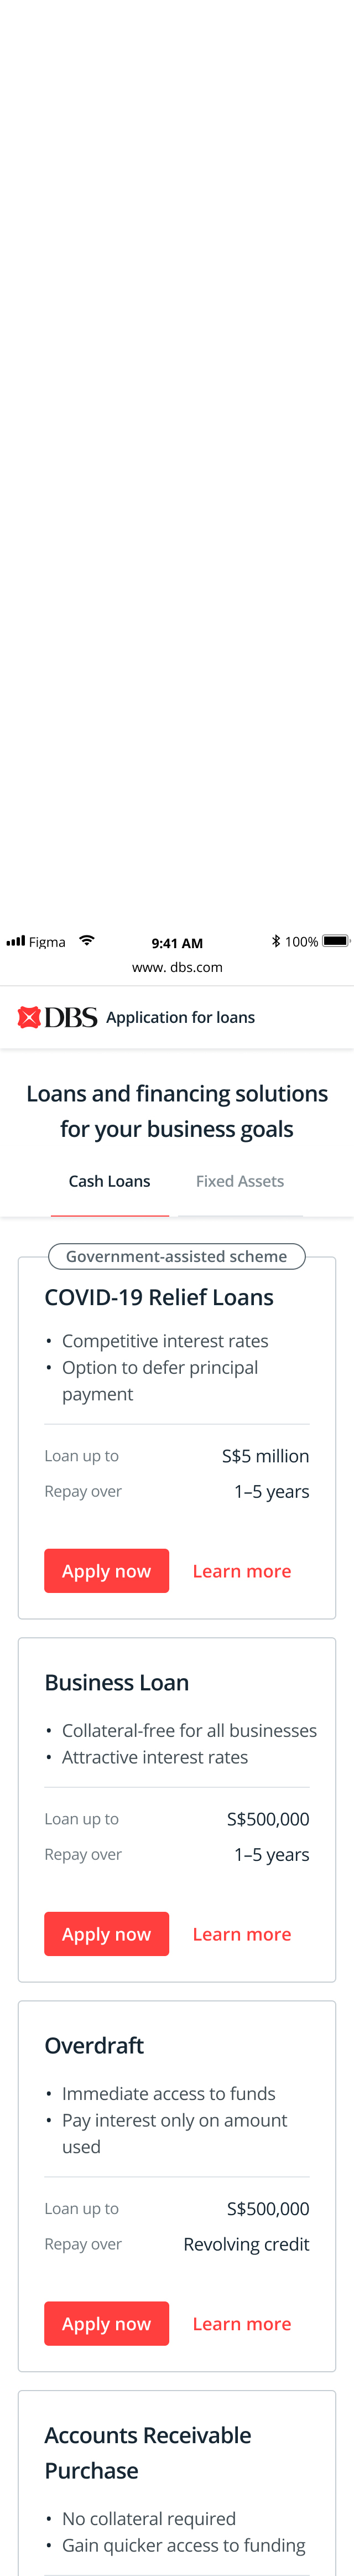 Figma 9:41 AM 100%
www. dbs.com
DBS Application for loans
Loans and financing solutions
for your business goals
Cash Loans Fixed Assets
Government-assisted scheme
COVID-19 Relief Loans
• Competitive interest rates
• Option to defer principal
payment
Loan up to S$5 million
Repay over 1–5 years
Apply now Learn more
Business Loan
• Collateral-free for all businesses
• Attractive interest rates
Loan up to S$500,000
Repay over 1–5 years
Apply now Learn more
Overdraft
• Immediate access to funds
• Pay interest only on amount
used
Loan up to S$500,000
Repay over Revolving credit
Apply now Learn more
Accounts Receivable
Purchase
• No collateral required
• Gain quicker access to funding